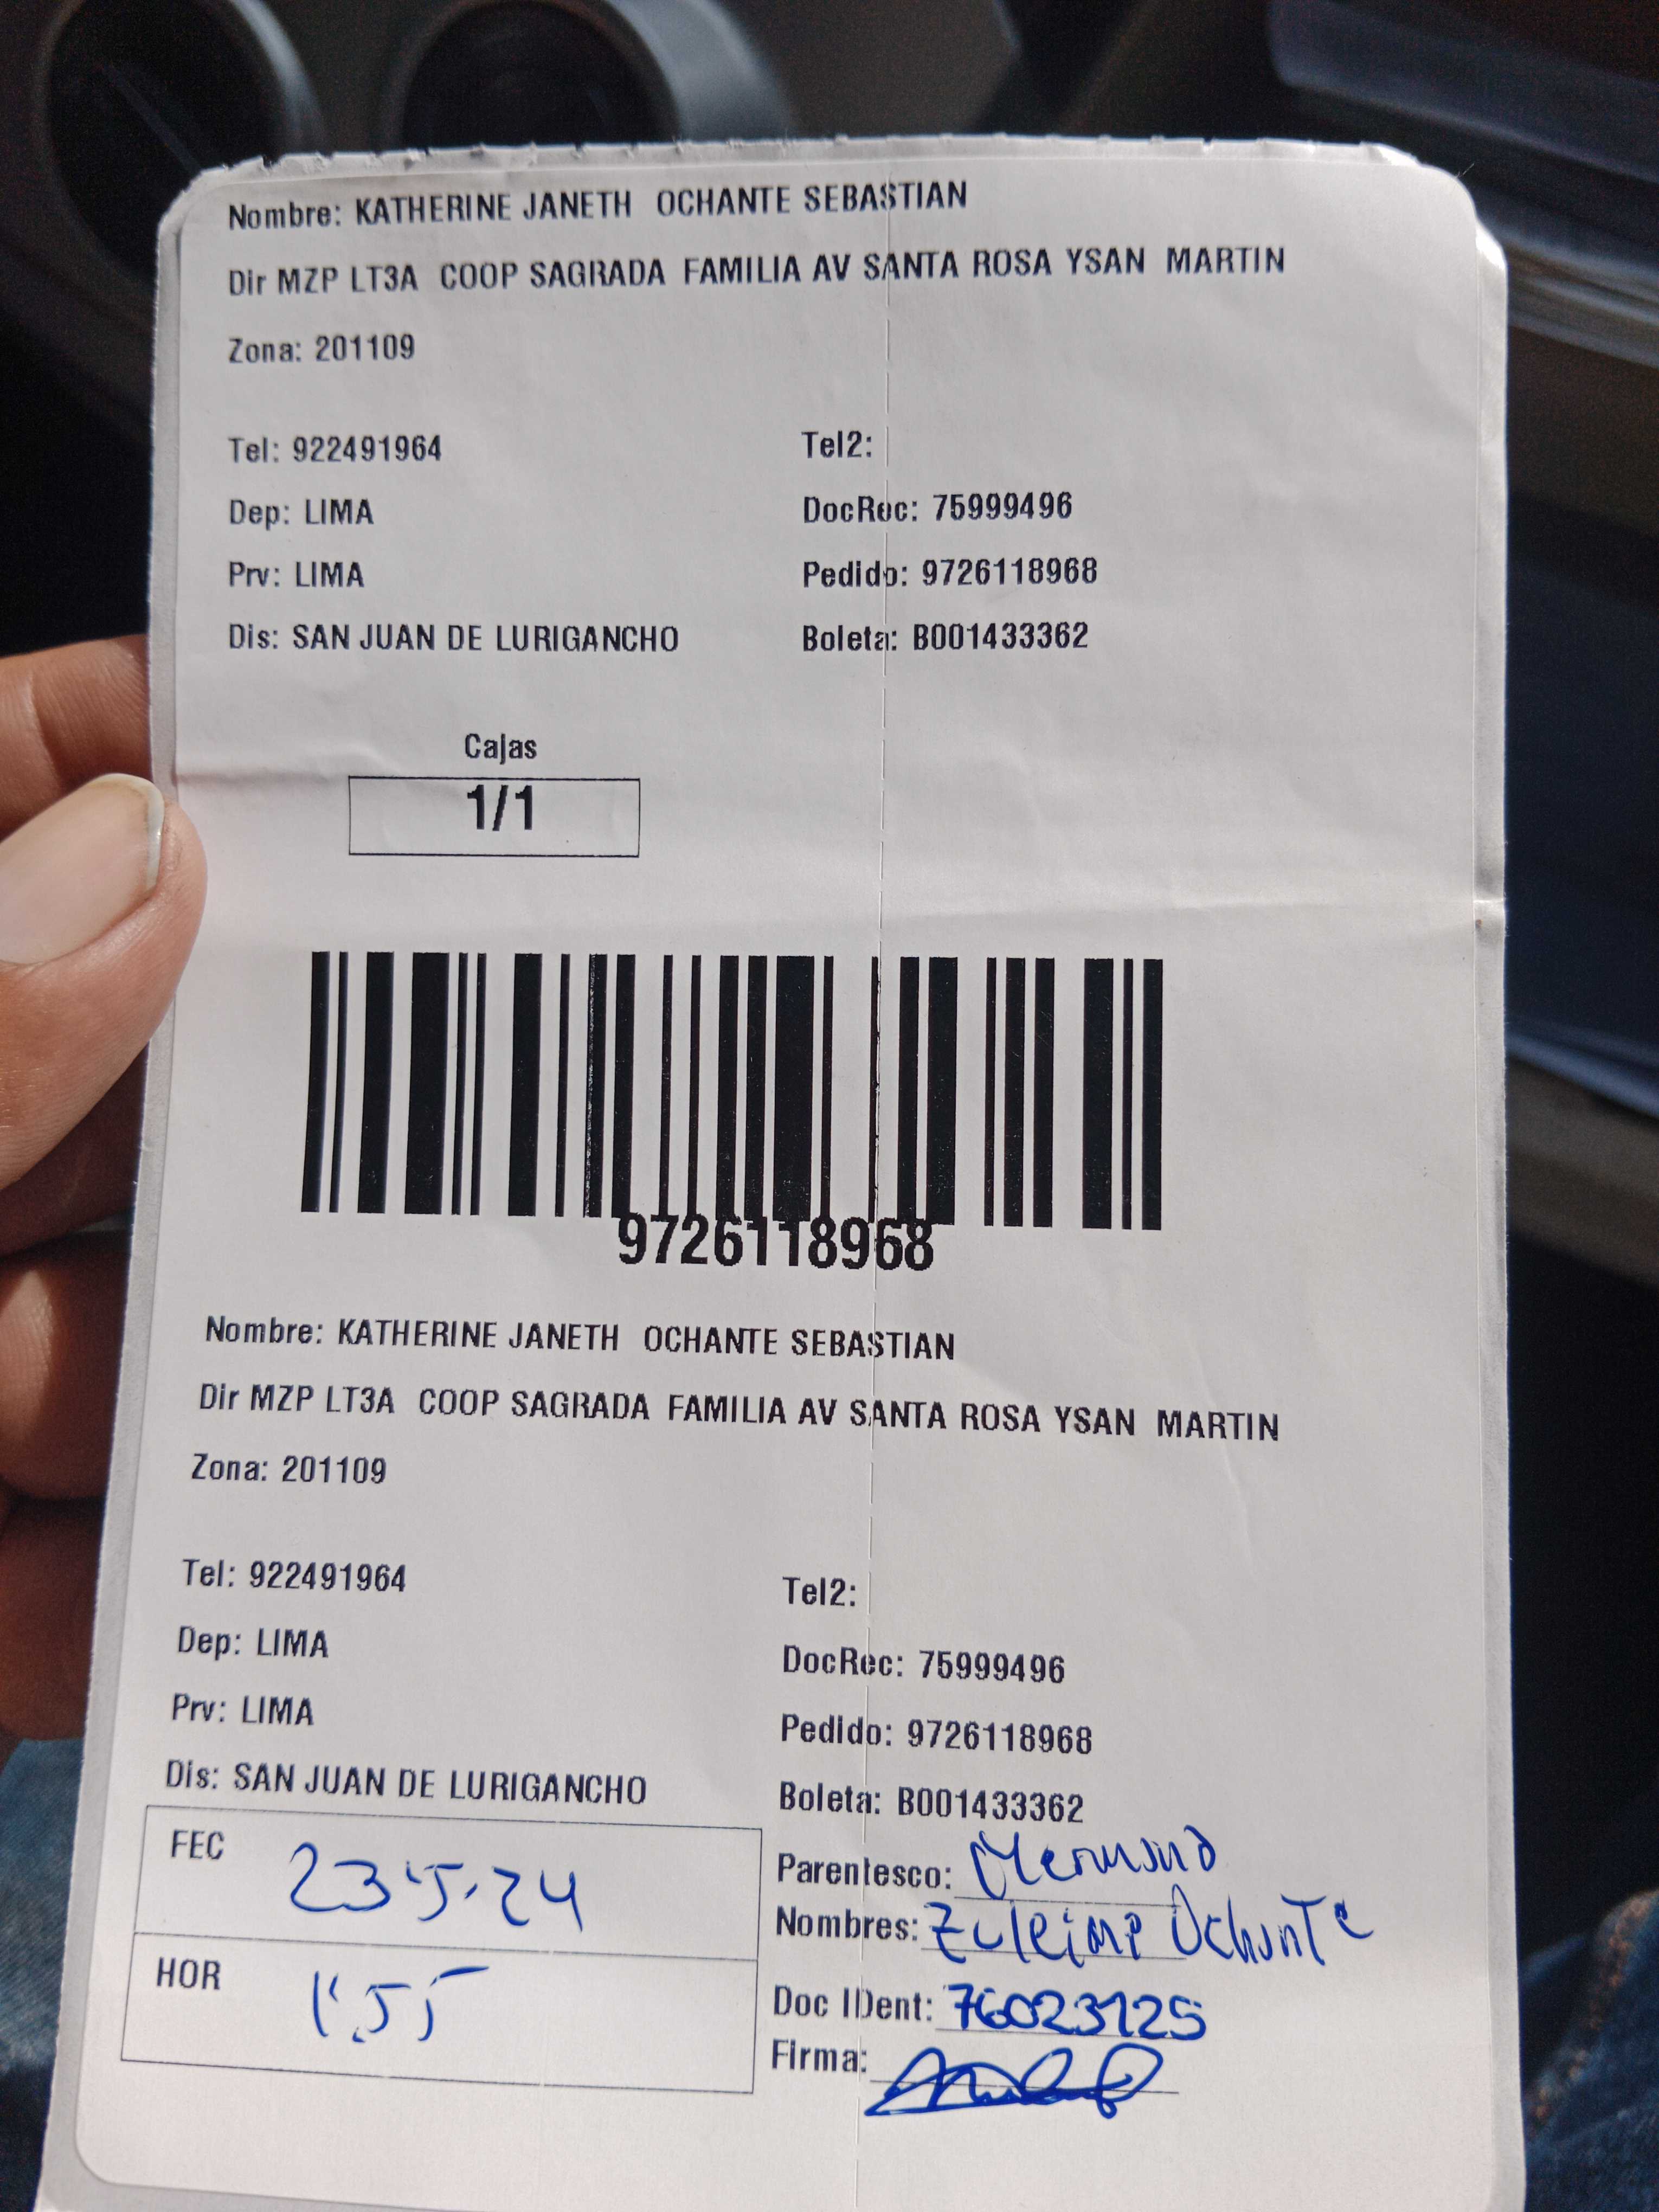 Nombre: KATHERINE JANETH OCHANTE SEBASTIAN
Dir MZP LT3A COOP SAGRADA FAMILIA AV SANTA ROSA YSAN MARTIN
Zona: 201109
Tel: 922491964 Tel2:
Dep: LIMA DocRec: 75999496
Prv: LIMA Pedido: 9726118968
Dis: SAN JUAN DE LURIGANCHO Boleta: B001433362
Cajas
1/1
9726118968
Nombre: KATHERINE JANETH OCHANTE SEBASTIAN
Dir MZP LT3A COOP SAGRADA FAMILIA AV SANTA ROSA YSAN MARTIN
Zona: 201109
Tel: 922491964 Tel2:
Dep: LIMA DocRec: 75999496
Prv: LIMA Pedido: 9726118968
Dis: SAN JUAN DE LURIGANCHO Boleta: B001433362
FEC 23.5.24 Parentesco:
Nombres: Ochante
HOR 1:55 Doc IDent: 76023125
Firma: